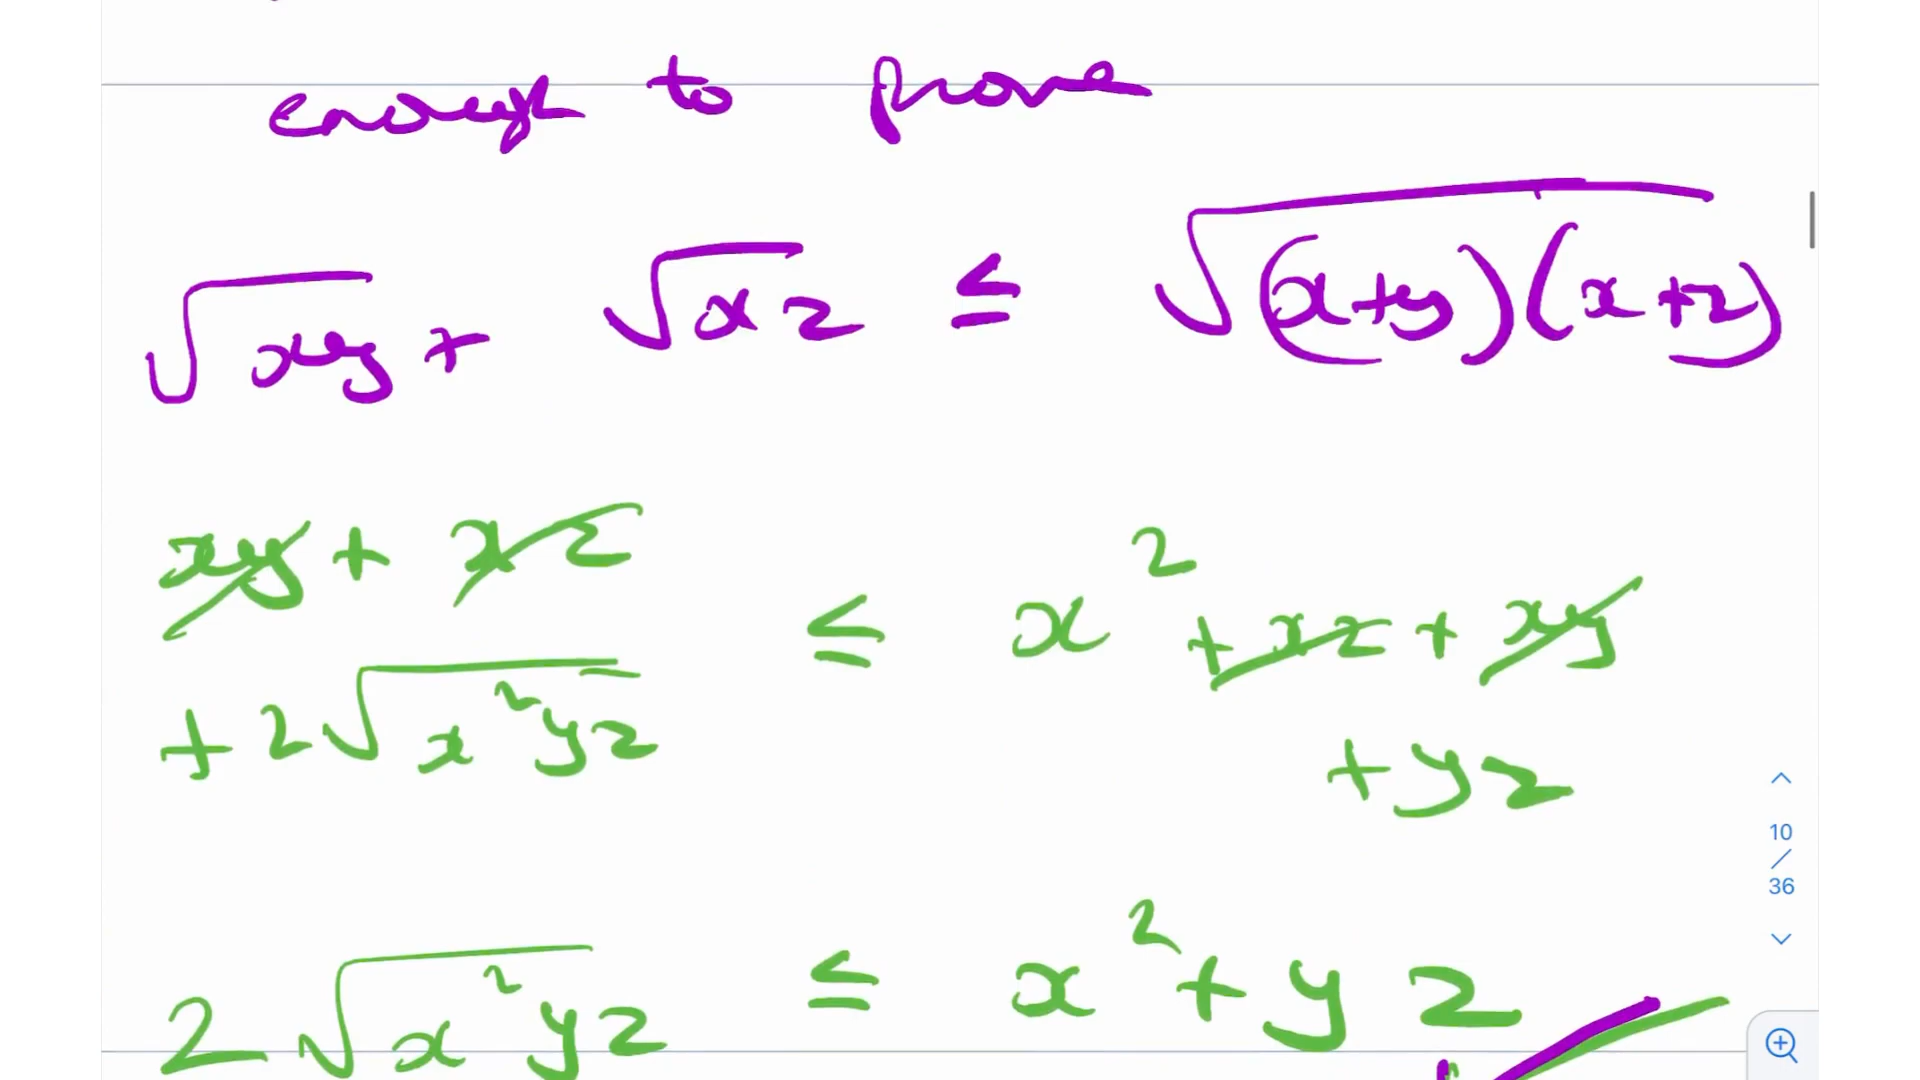 enough to prove
√xy + √xz ≤ √(x+y)(x+z)
xy + xz ≤ x² + xz + xy
+ 2√x²yz + yz
2√x²yz ≤ x² + yz
10
/
36